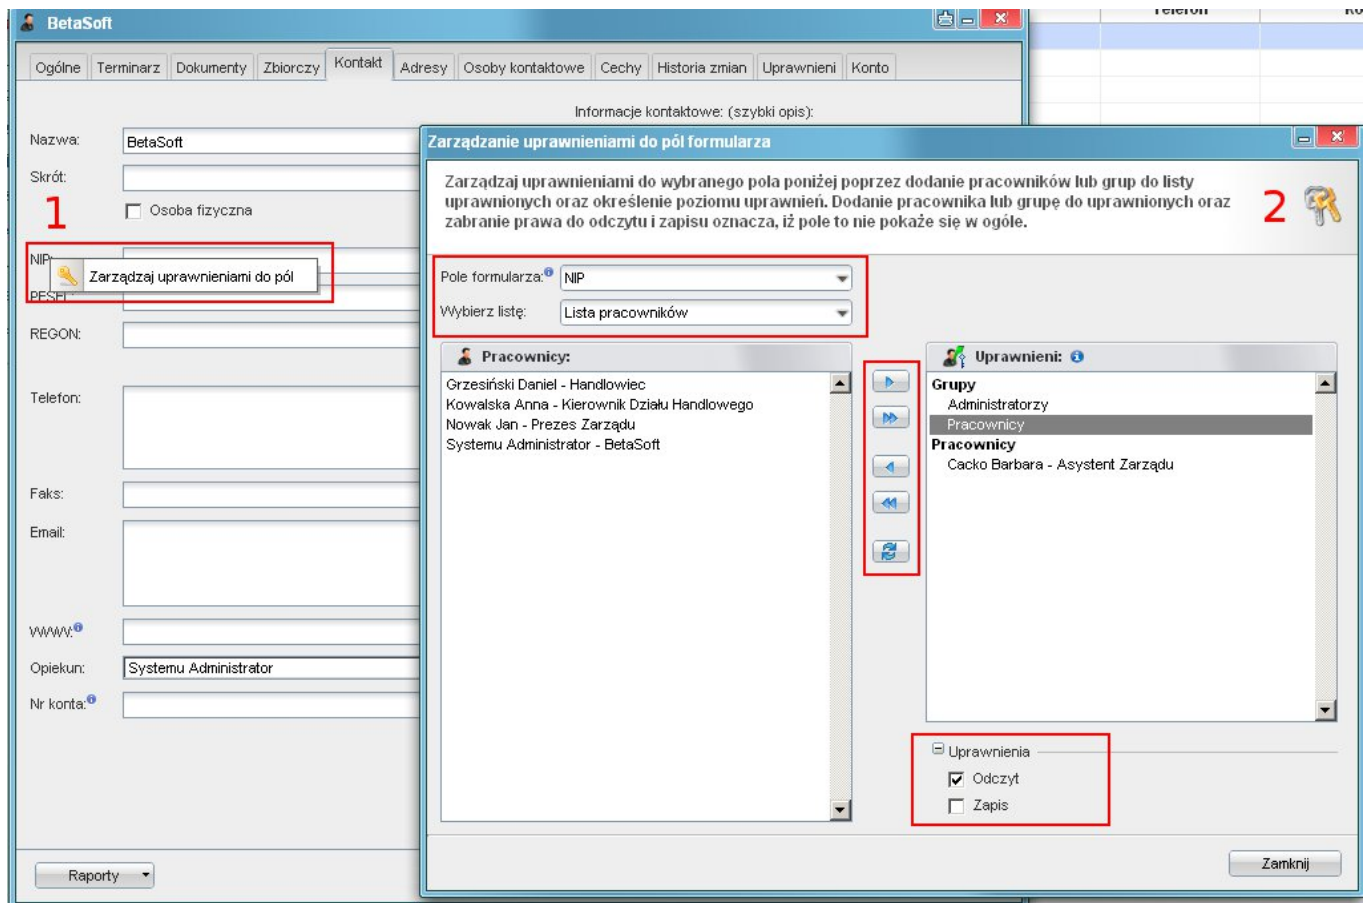 BetaSoft
Telefon
Ogólne Terminarz Dokumenty Zbiorczy Kontakt Adresy Osoby kontaktowe Cechy Historia zmian Uprawnieni Konto
Informacje kontaktowe: (szybki opis):
Nazwa: BetaSoft
Skrót:
1
Osoba fizyczna
NIP:
Zarządzaj uprawnieniami do pól
PESEL:
REGON:
Telefon:
Faks:
Email:
WWW:
Opiekun: Systemu Administrator
Nr konta:
Raporty
Zarządzanie uprawnieniami do pól formularza
Zarządzaj uprawnieniami do wybranego pola poniżej poprzez dodanie pracowników lub grup do listy
uprawnionych oraz określenie poziomu uprawnień. Dodanie pracownika lub grupę do uprawnionych oraz
zabranie prawa do odczytu i zapisu oznacza, iż pole to nie pokaże się w ogóle.
2
Pole formularza: NIP
Wybierz listę: Lista pracowników
Pracownicy:
Grzesiński Daniel - Handlowiec
Kowalska Anna - Kierownik Działu Handlowego
Nowak Jan - Prezes Zarządu
Systemu Administrator - BetaSoft
Uprawnieni:
Grupy
Administratorzy
Pracownicy
Pracownicy
Cacko Barbara - Asystent Zarządu
Uprawnienia
Odczyt
Zapis
Zamknij